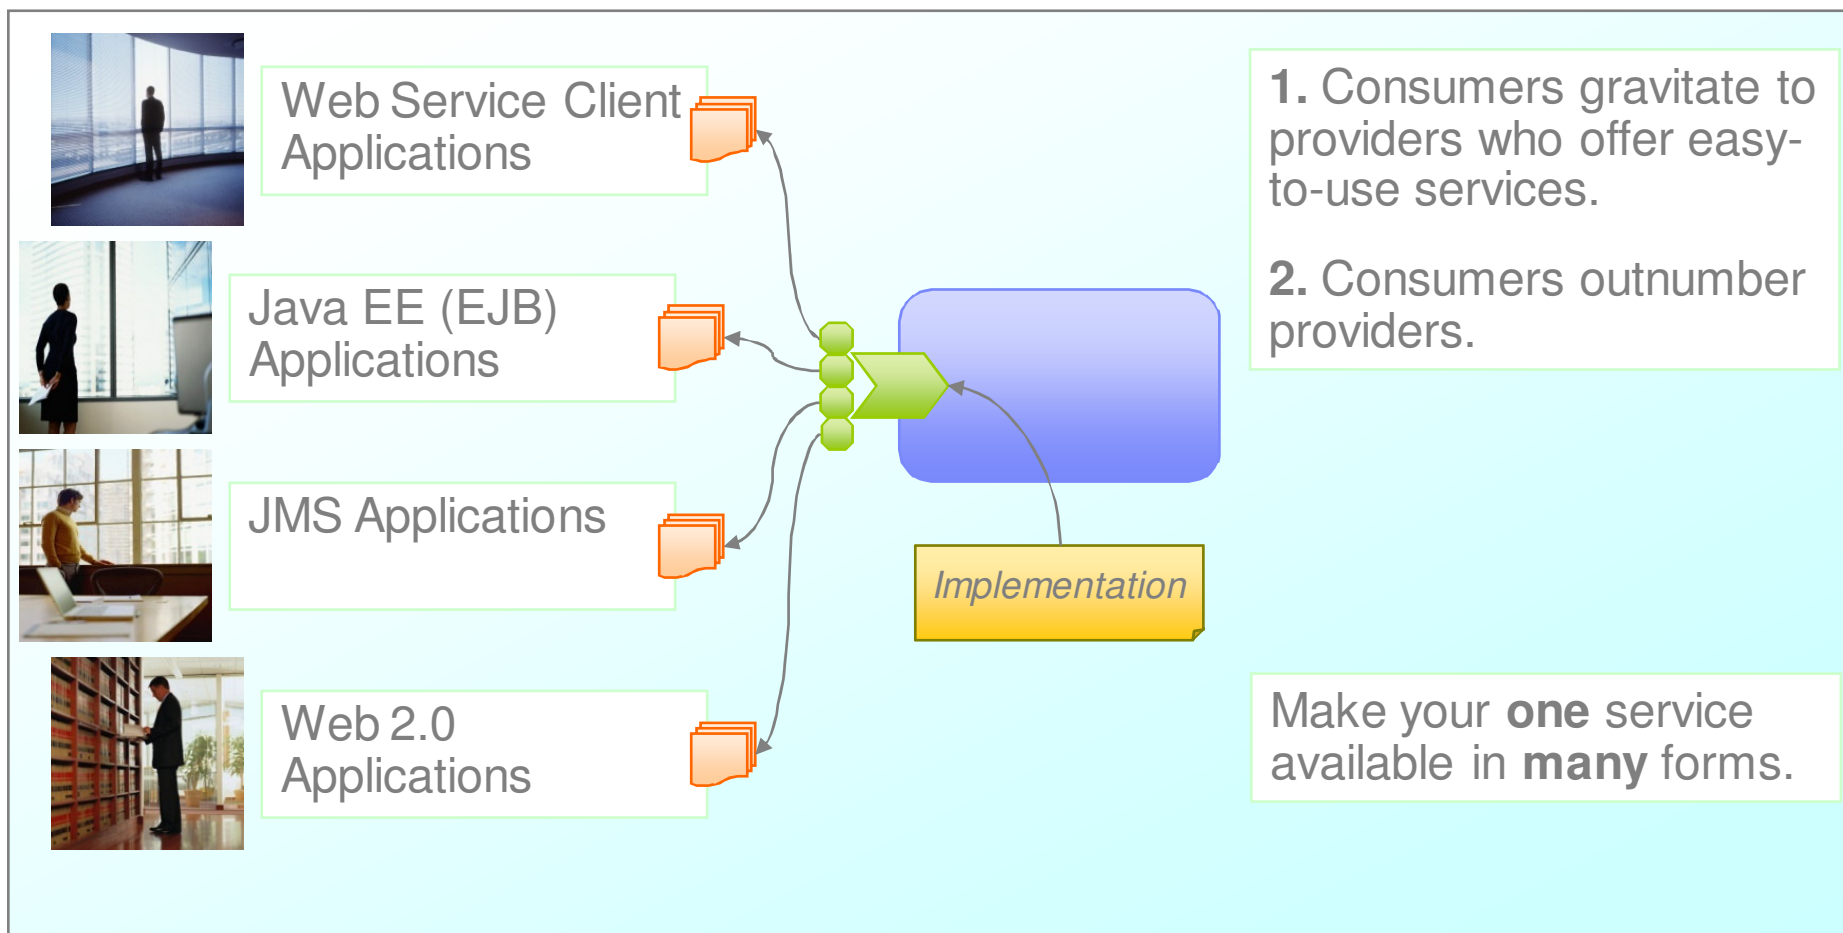 Web Service Client
Applications
Java EE (EJB)
Applications
JMS Applications
Web 2.0
Applications
Implementation
1. Consumers gravitate to
providers who offer easy-
to-use services.
2. Consumers outnumber
providers.
Make your one service
available in many forms.